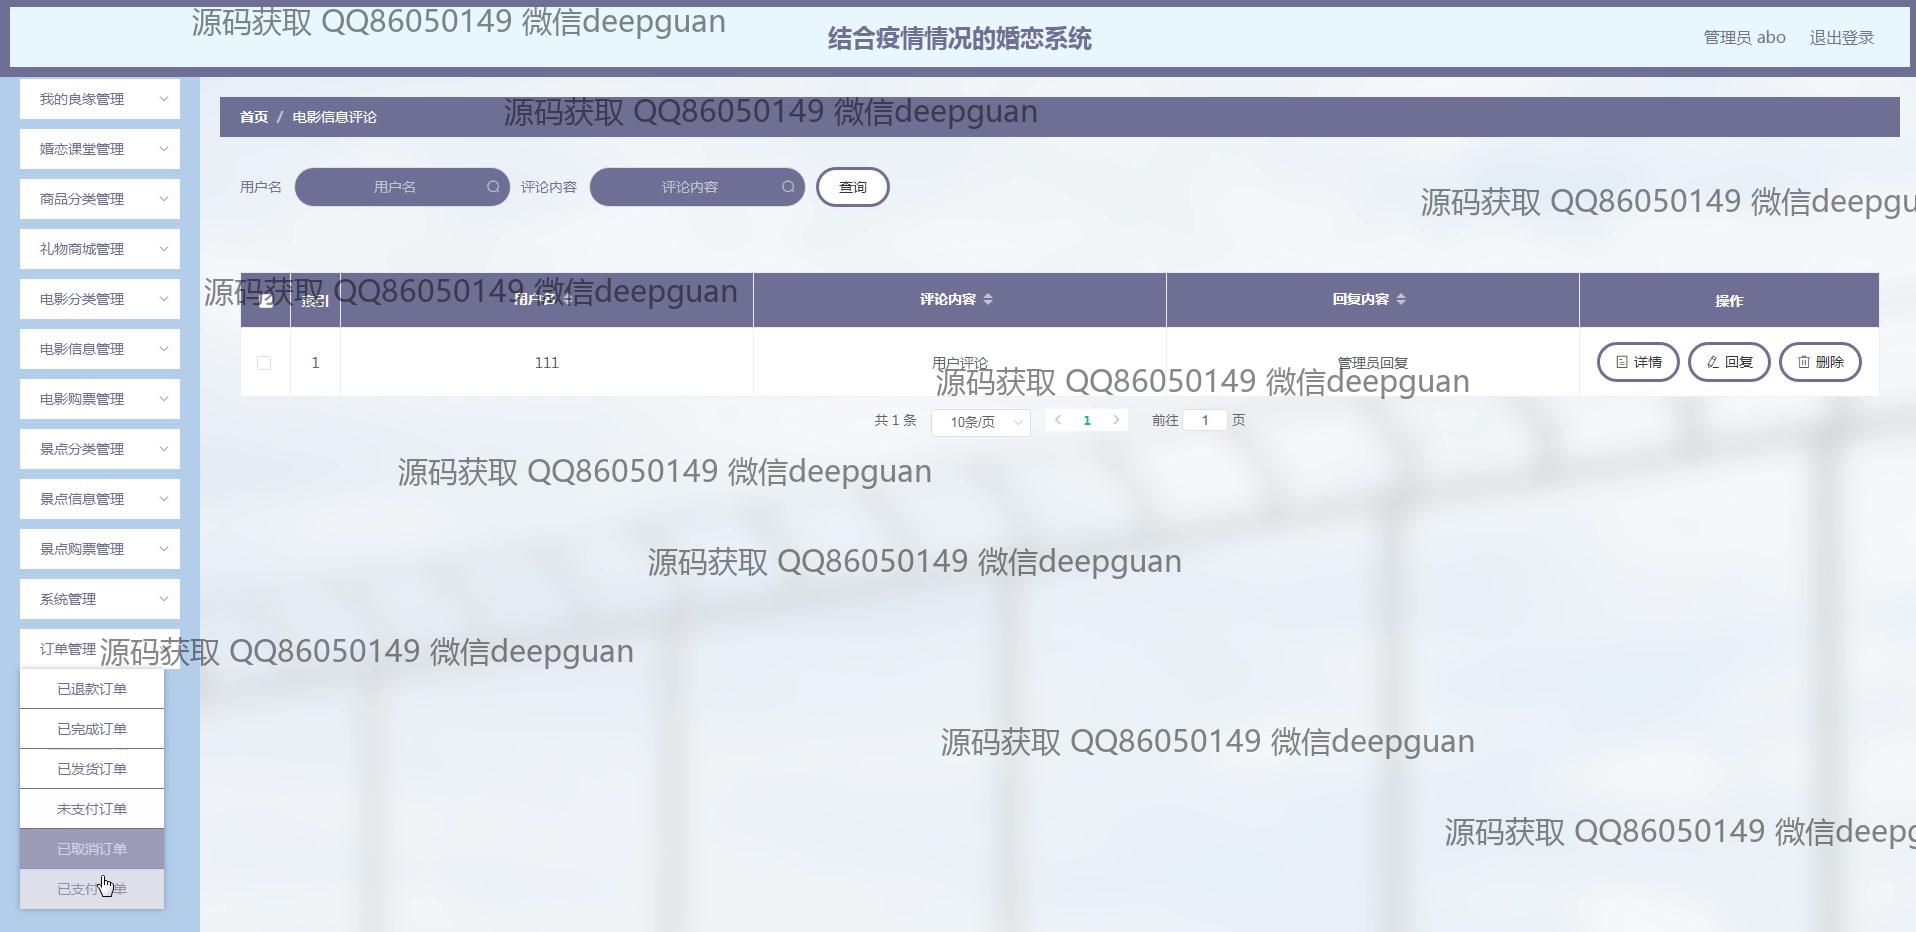 源码获取 QQ86050149 微信deepguan
结合疫情情况的婚恋系统
管理员 abo
退出登录
我的良缘管理
婚恋课堂管理
商品分类管理
礼物商城管理
电影分类管理
电影信息管理
电影购票管理
景点分类管理
景点信息管理
景点购票管理
系统管理
订单管理
已退款订单
已完成订单
已发货订单
未支付订单
已取消订单
已支付 单
首页 / 电影信息评论
源码获取 QQ86050149 微信deepguan
用户名 用户名 评论内容 评论内容 查询
源码获取 QQ86050149 微信deepgu
源码获取 QQ86050149 微信deepguan
索引 用户名 评论内容 回复内容 操作
1 111 用户评论 管理员回复 详情 回复 删除
源码获取 QQ86050149 微信deepguan
共 1 条 10条/页 1 前往 1 页
源码获取 QQ86050149 微信deepguan
源码获取 QQ86050149 微信deepguan
源码获取 QQ86050149 微信deepguan
源码获取 QQ86050149 微信deepguan
源码获取 QQ86050149 微信deepg